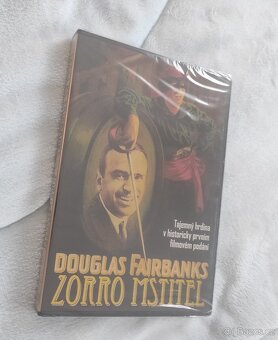 Tajemný hrdina
v historicky prvním
filmovém podání
DOUGLAS FAIRBANKS
ZORRO MSTITEL